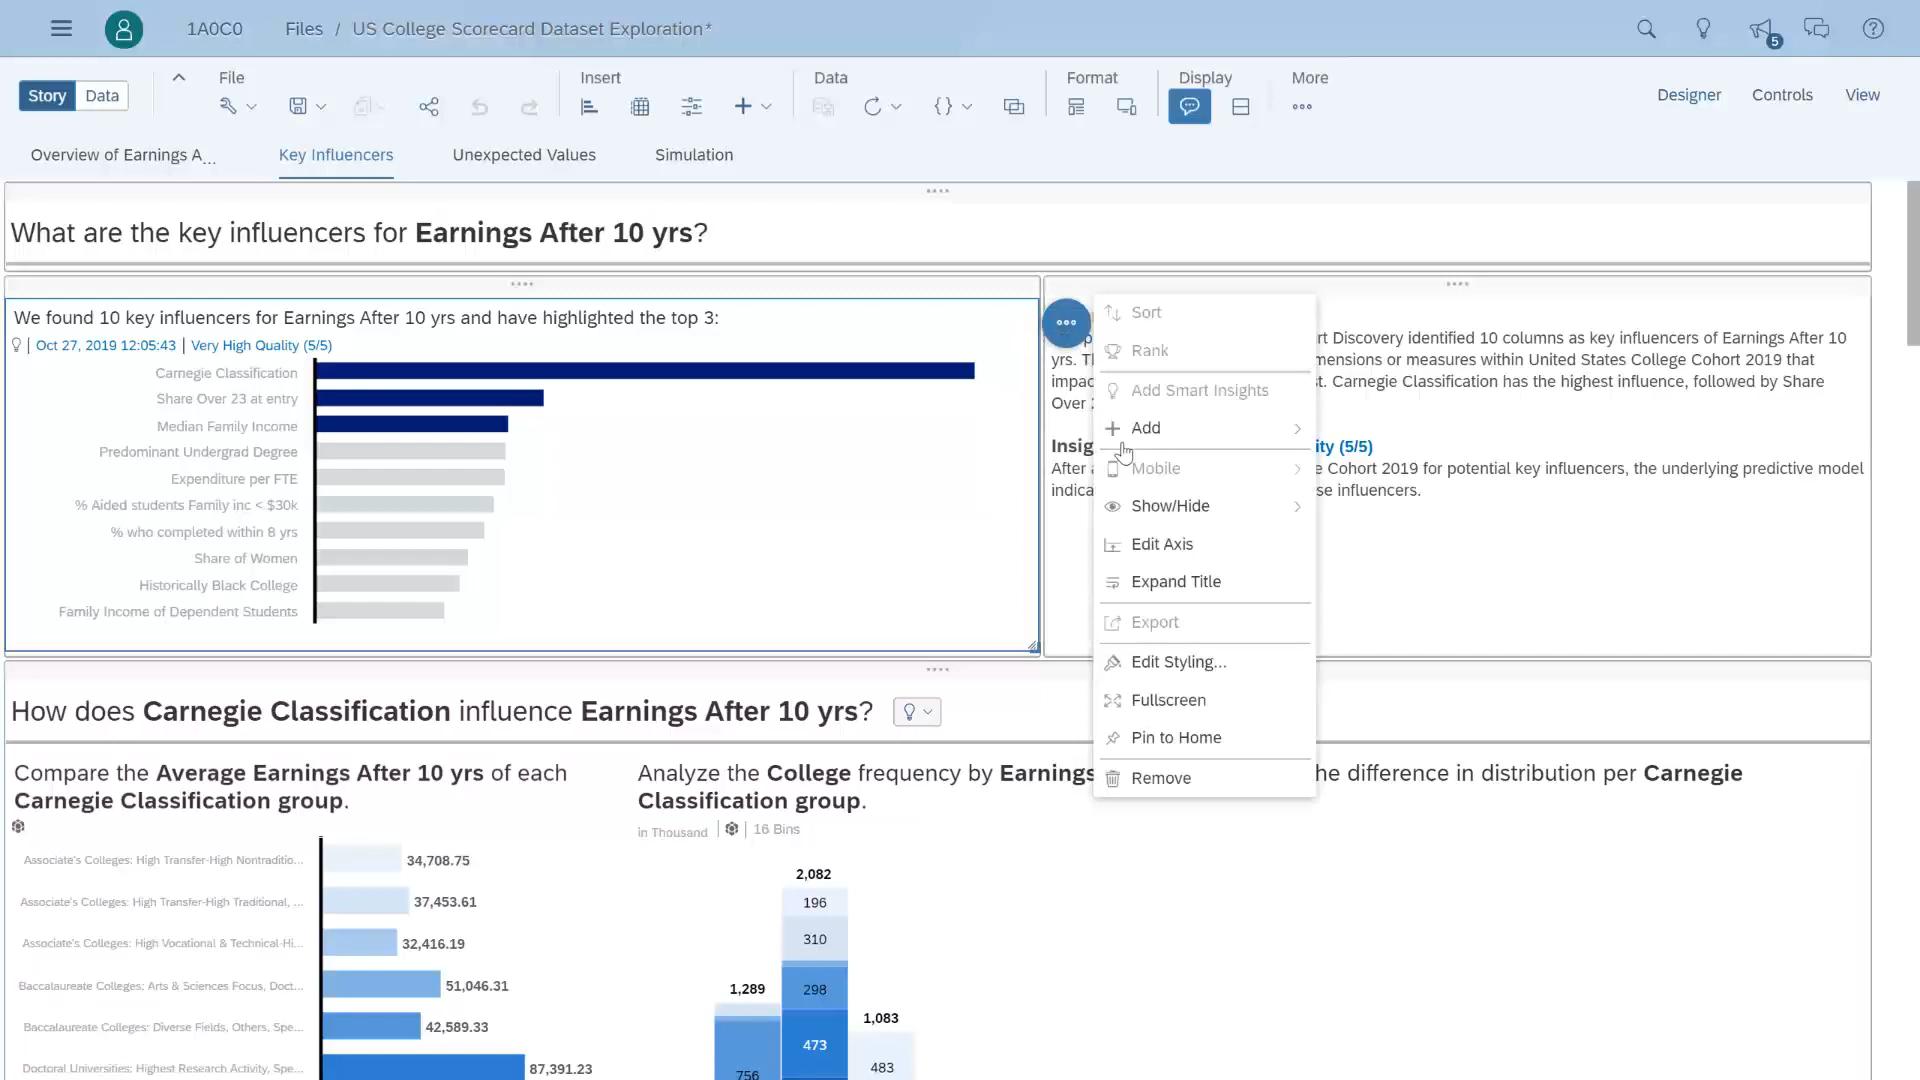 1A0C0
Files / US College Scorecard Dataset Exploration*
5
Story Data
File
Insert
Data
Format
Display
More
Designer Controls View
Overview of Earnings A...
Key Influencers
Unexpected Values
Simulation
What are the key influencers for Earnings After 10 yrs?
We found 10 key influencers for Earnings After 10 yrs and have highlighted the top 3:
Oct 27, 2019 12:05:43 | Very High Quality (5/5)
Carnegie Classification
Share Over 23 at entry
Median Family Income
Predominant Undergrad Degree
Expenditure per FTE
% Aided students Family inc < $30k
% who completed within 8 yrs
Share of Women
Historically Black College
Family Income of Dependent Students
rt Discovery identified 10 columns as key influencers of Earnings After 10
yrs. mensions or measures within United States College Cohort 2019 that
impac t. Carnegie Classification has the highest influence, followed by Share
Over
Insig ity (5/5)
After e Cohort 2019 for potential key influencers, the underlying predictive model
indica se influencers.
Sort
Rank
Add Smart Insights
Add
Mobile
Show/Hide
Edit Axis
Expand Title
Export
Edit Styling...
Fullscreen
Pin to Home
Remove
How does Carnegie Classification influence Earnings After 10 yrs?
Compare the Average Earnings After 10 yrs of each
Carnegie Classification group.
Associate's Colleges: High Transfer-High Nontraditio... 34,708.75
Associate's Colleges: High Transfer-High Traditional, ... 37,453.61
Associate's Colleges: High Vocational & Technical-Hi... 32,416.19
Baccalaureate Colleges: Arts & Sciences Focus, Doct... 51,046.31
Baccalaureate Colleges: Diverse Fields, Others, Spe... 42,589.33
Doctoral Universities: Highest Research Activity, Spe... 87,391.23
Analyze the College frequency by Earnings he difference in distribution per Carnegie
Classification group.
in Thousand | 16 Bins
2,082
196
310
1,289
298
1,083
473
483
756